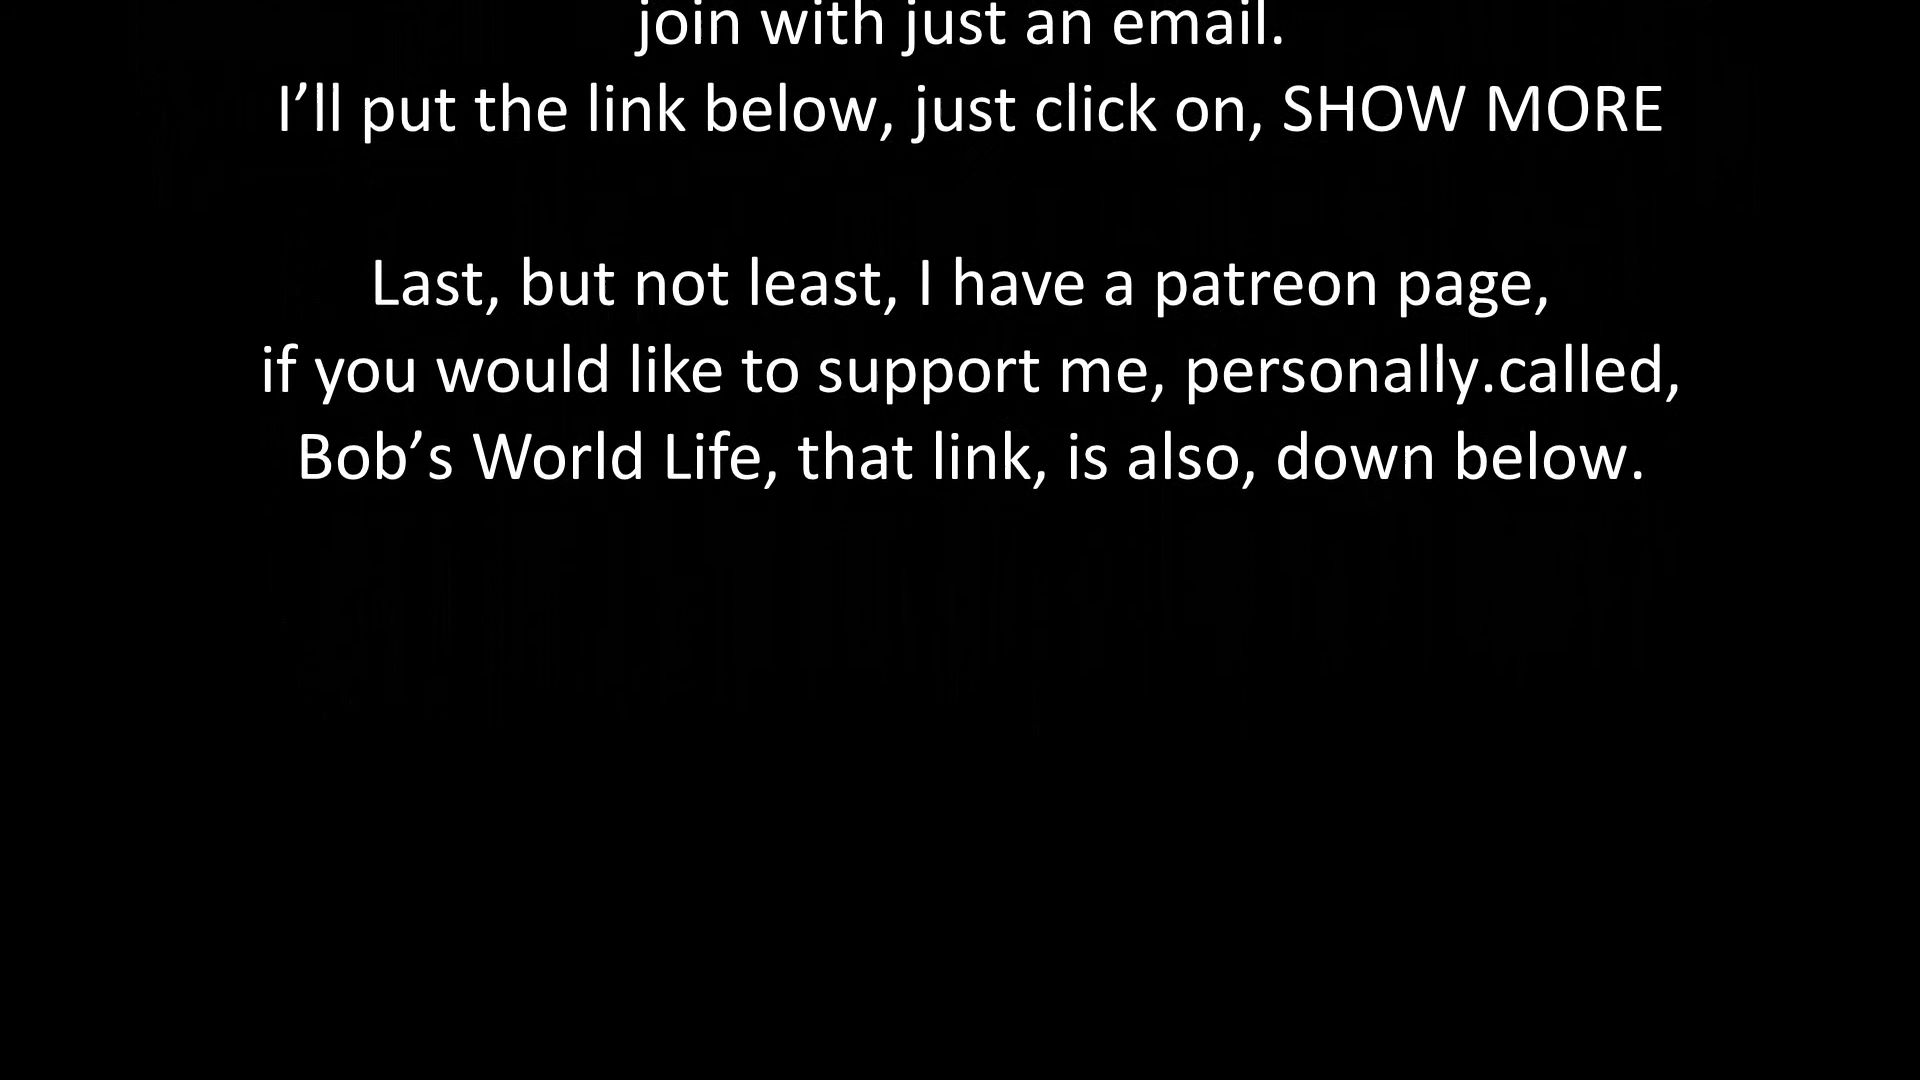 join with just an email.
I’ll put the link below, just click on, SHOW MORE
Last, but not least, I have a patreon page,
if you would like to support me, personally.called,
Bob’s World Life, that link, is also, down below.